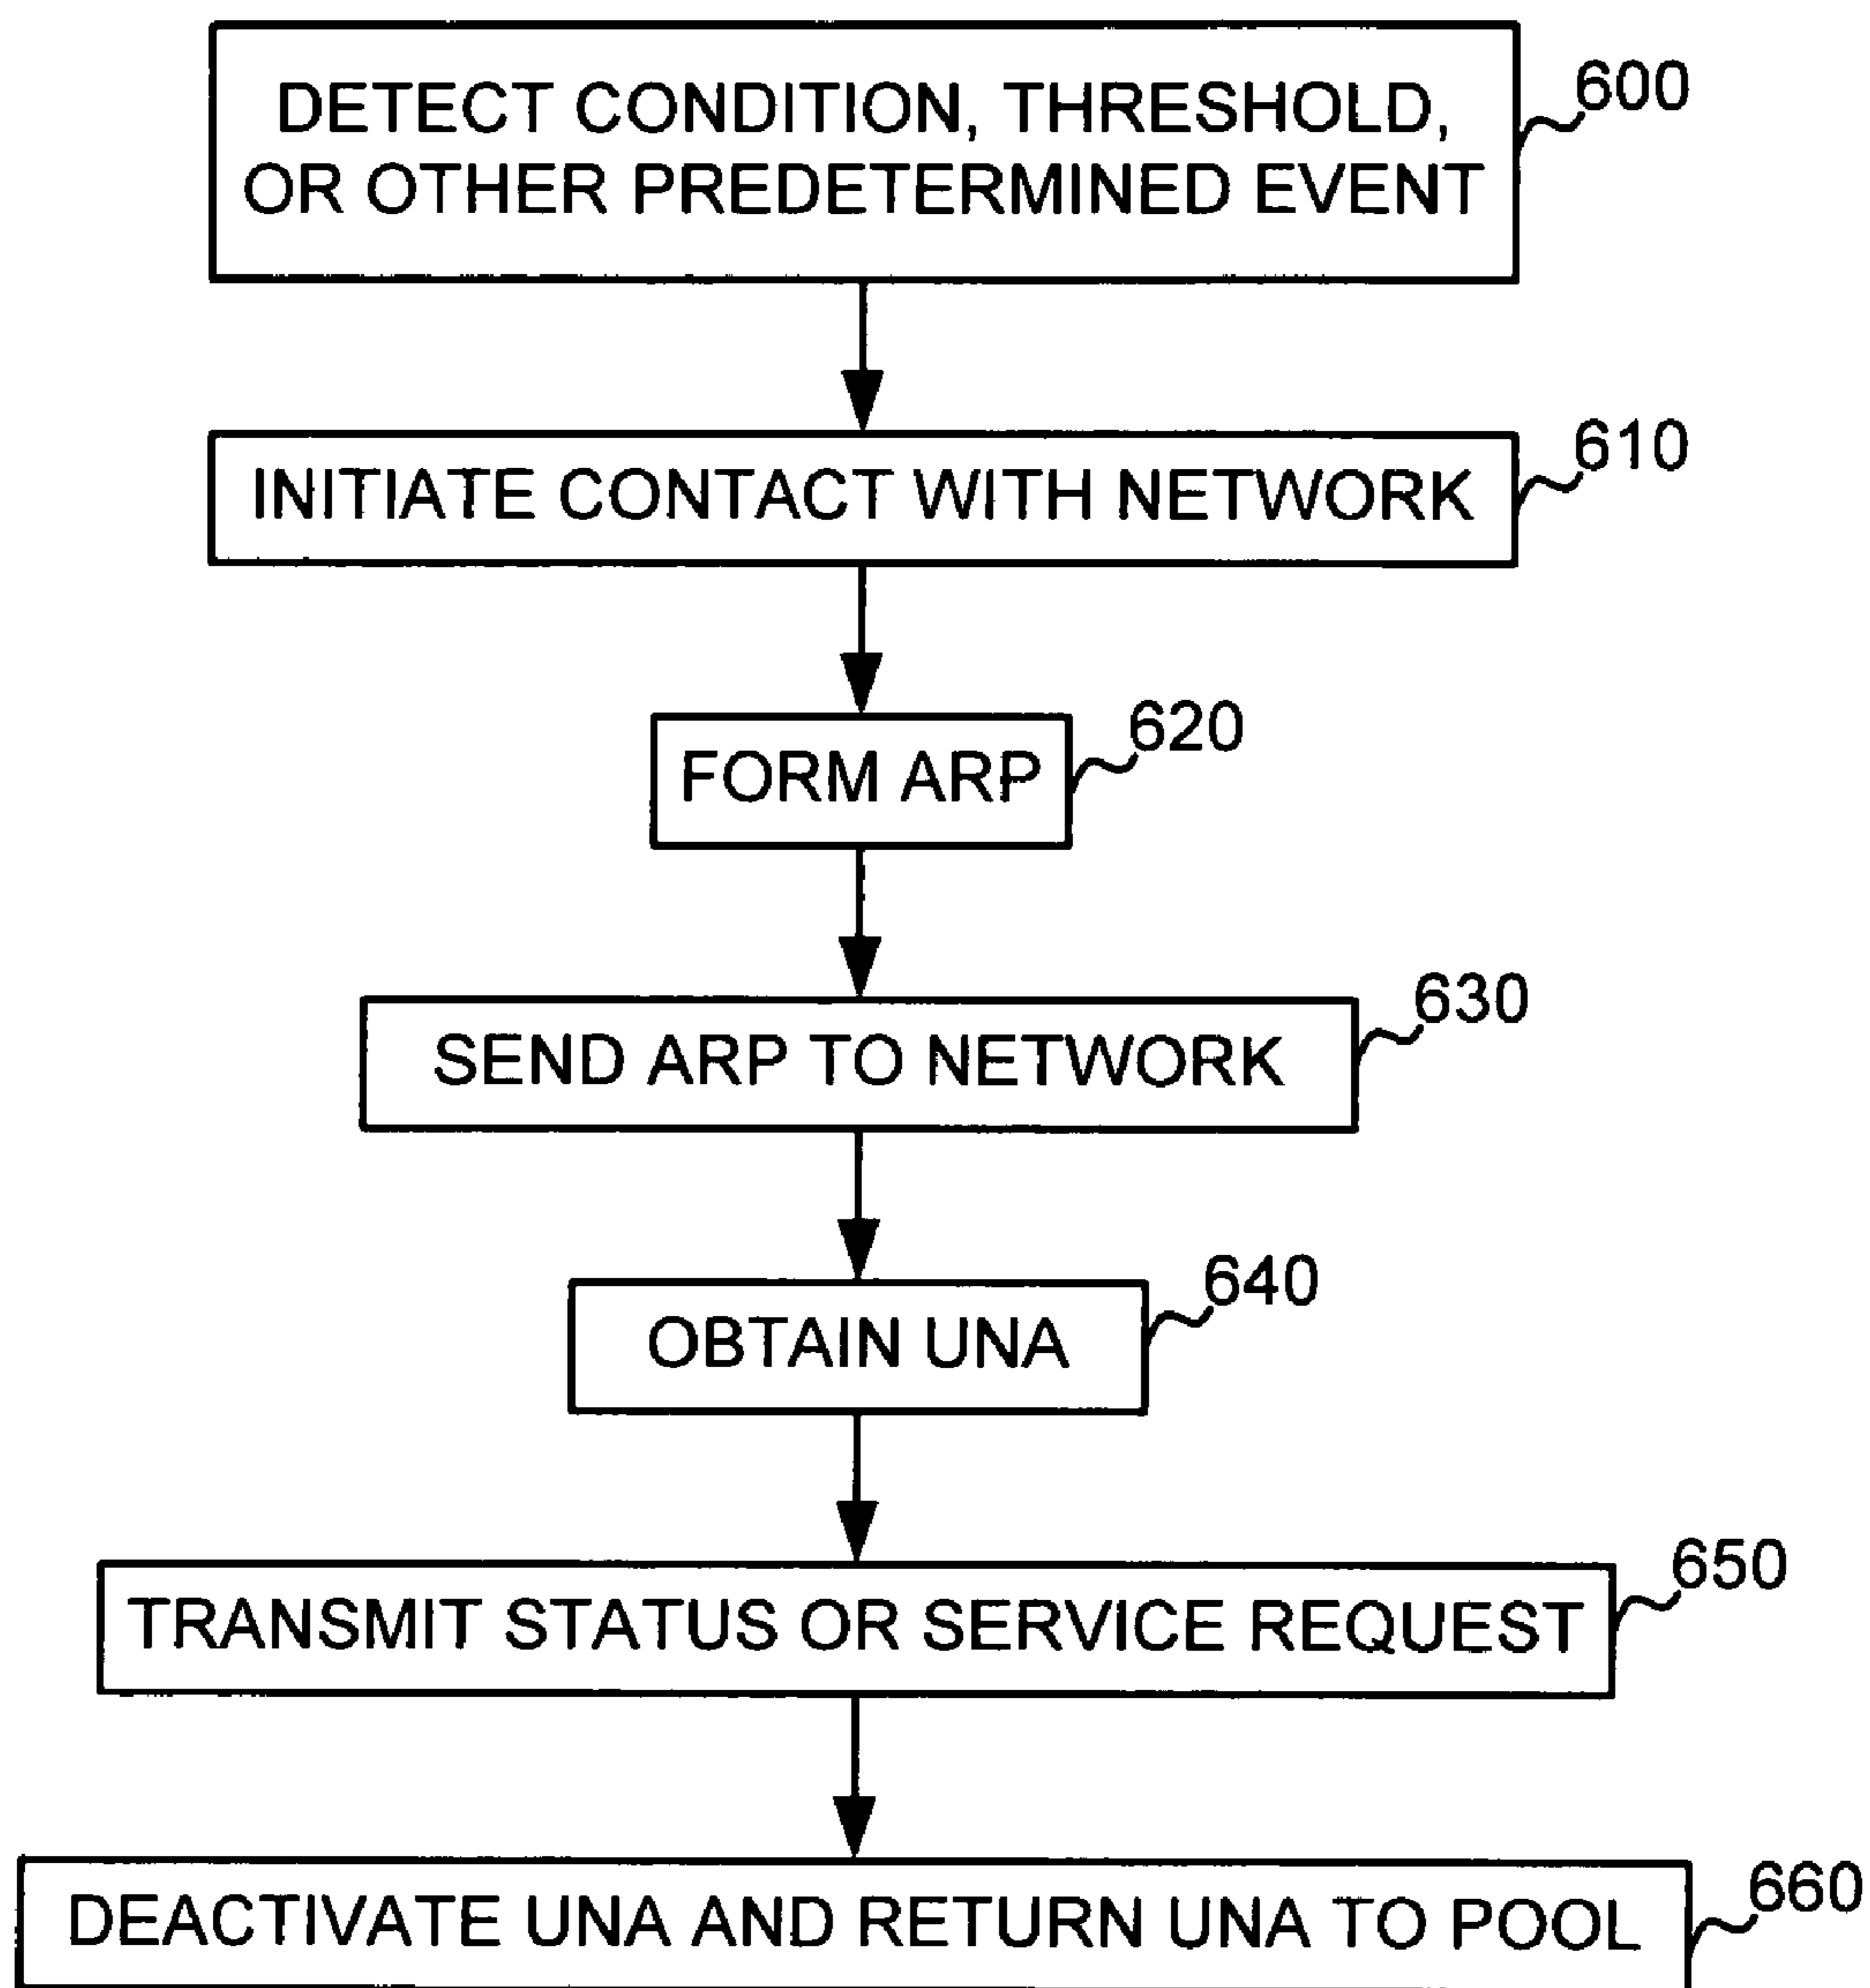 DETECT CONDITION, THRESHOLD,
OR OTHER PREDETERMINED EVENT
600
INITIATE CONTACT WITH NETWORK
610
FORM ARP
620
SEND ARP TO NETWORK
630
OBTAIN UNA
640
TRANSMIT STATUS OR SERVICE REQUEST
650
DEACTIVATE UNA AND RETURN UNA TO POOL
660